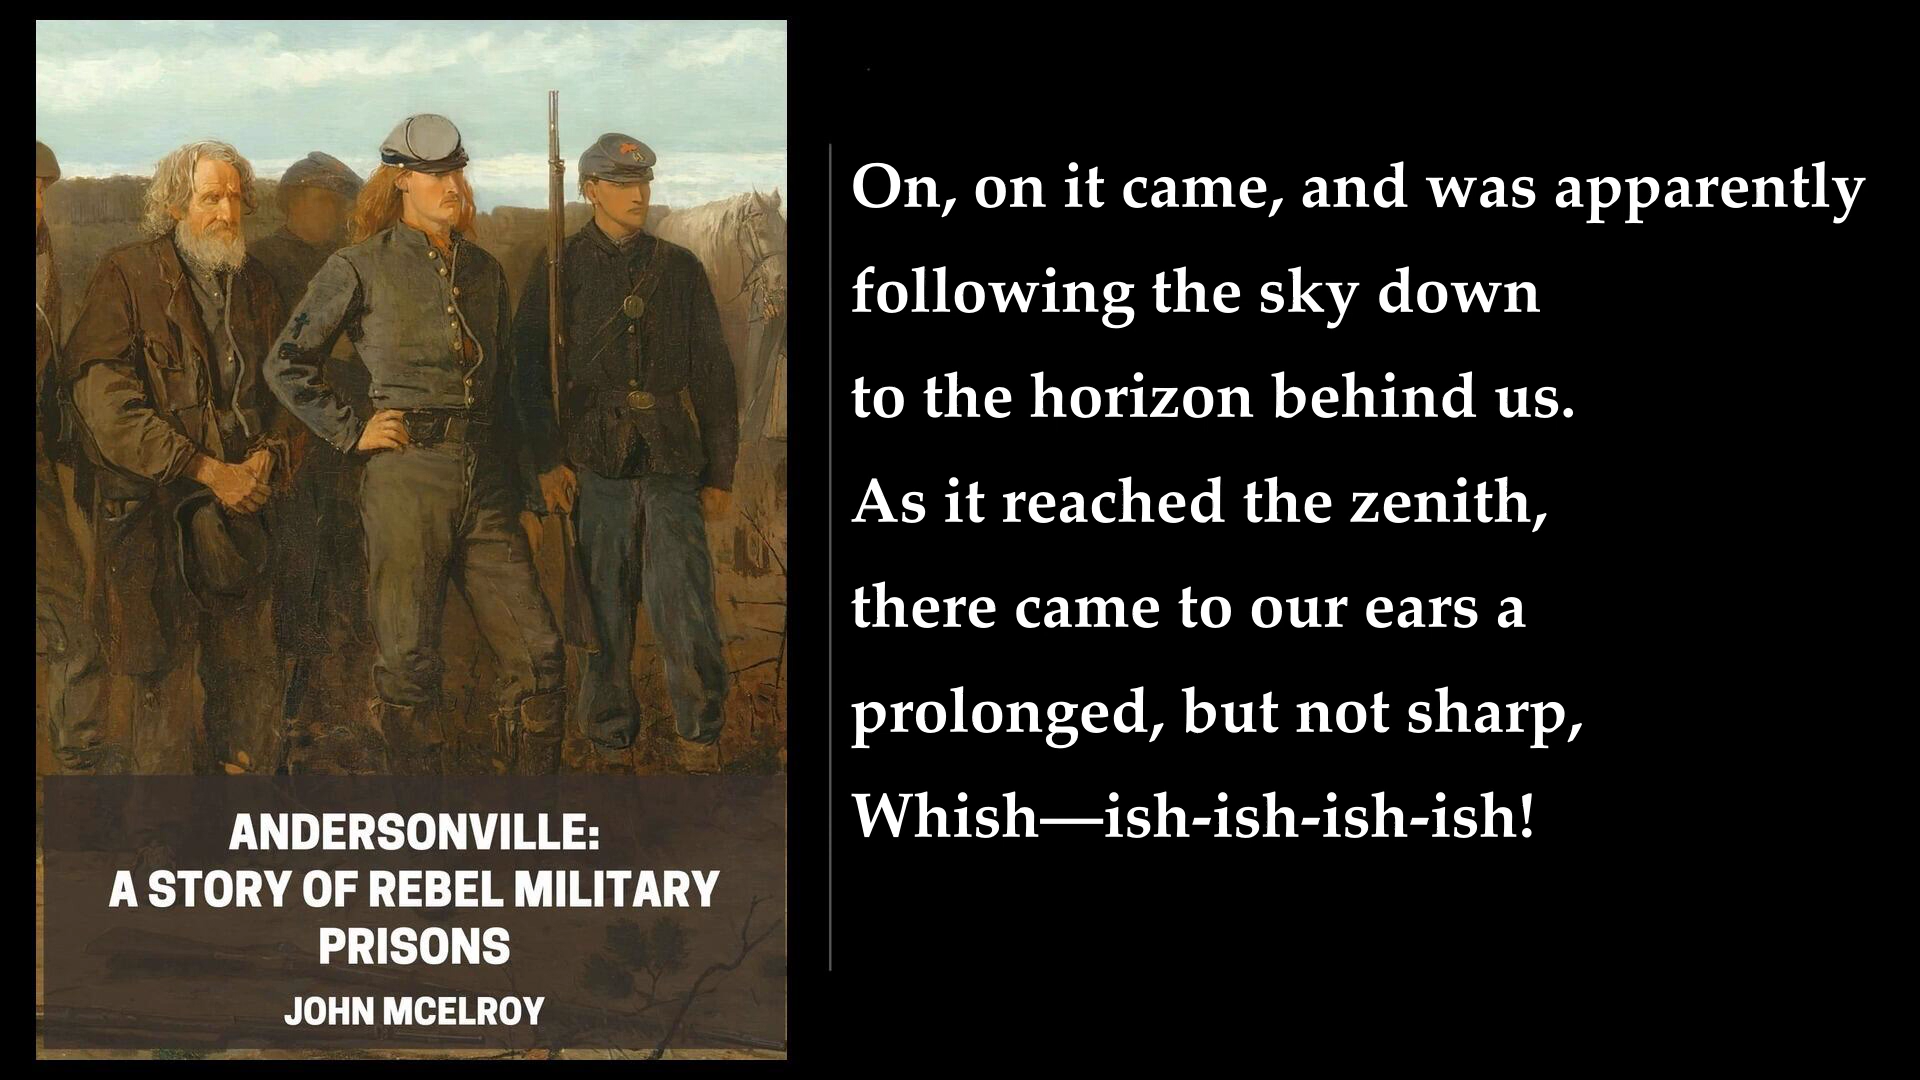 ANDERSONVILLE:
A STORY OF REBEL MILITARY
PRISONS
JOHN MCELROY
On, on it came, and was apparently
following the sky down
to the horizon behind us.
As it reached the zenith,
there came to our ears a
prolonged, but not sharp,
Whish—ish-ish-ish-ish!